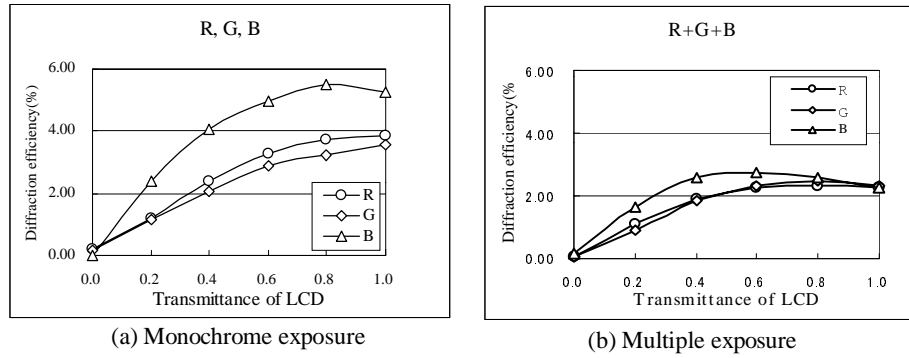 R, G, B
6.00
4.00
2.00
0.00
Diffraction efficiency(%)
R
G
B
0.0 0.2 0.4 0.6 0.8 1.0
Transmittance of LCD
(a) Monochrome exposure
R+G+B
6.00
4.00
2.00
0.00
Diffraction efficiency(%)
R
G
B
0.0 0.2 0.4 0.6 0.8 1.0
Transmittance of LCD
(b) Multiple exposure